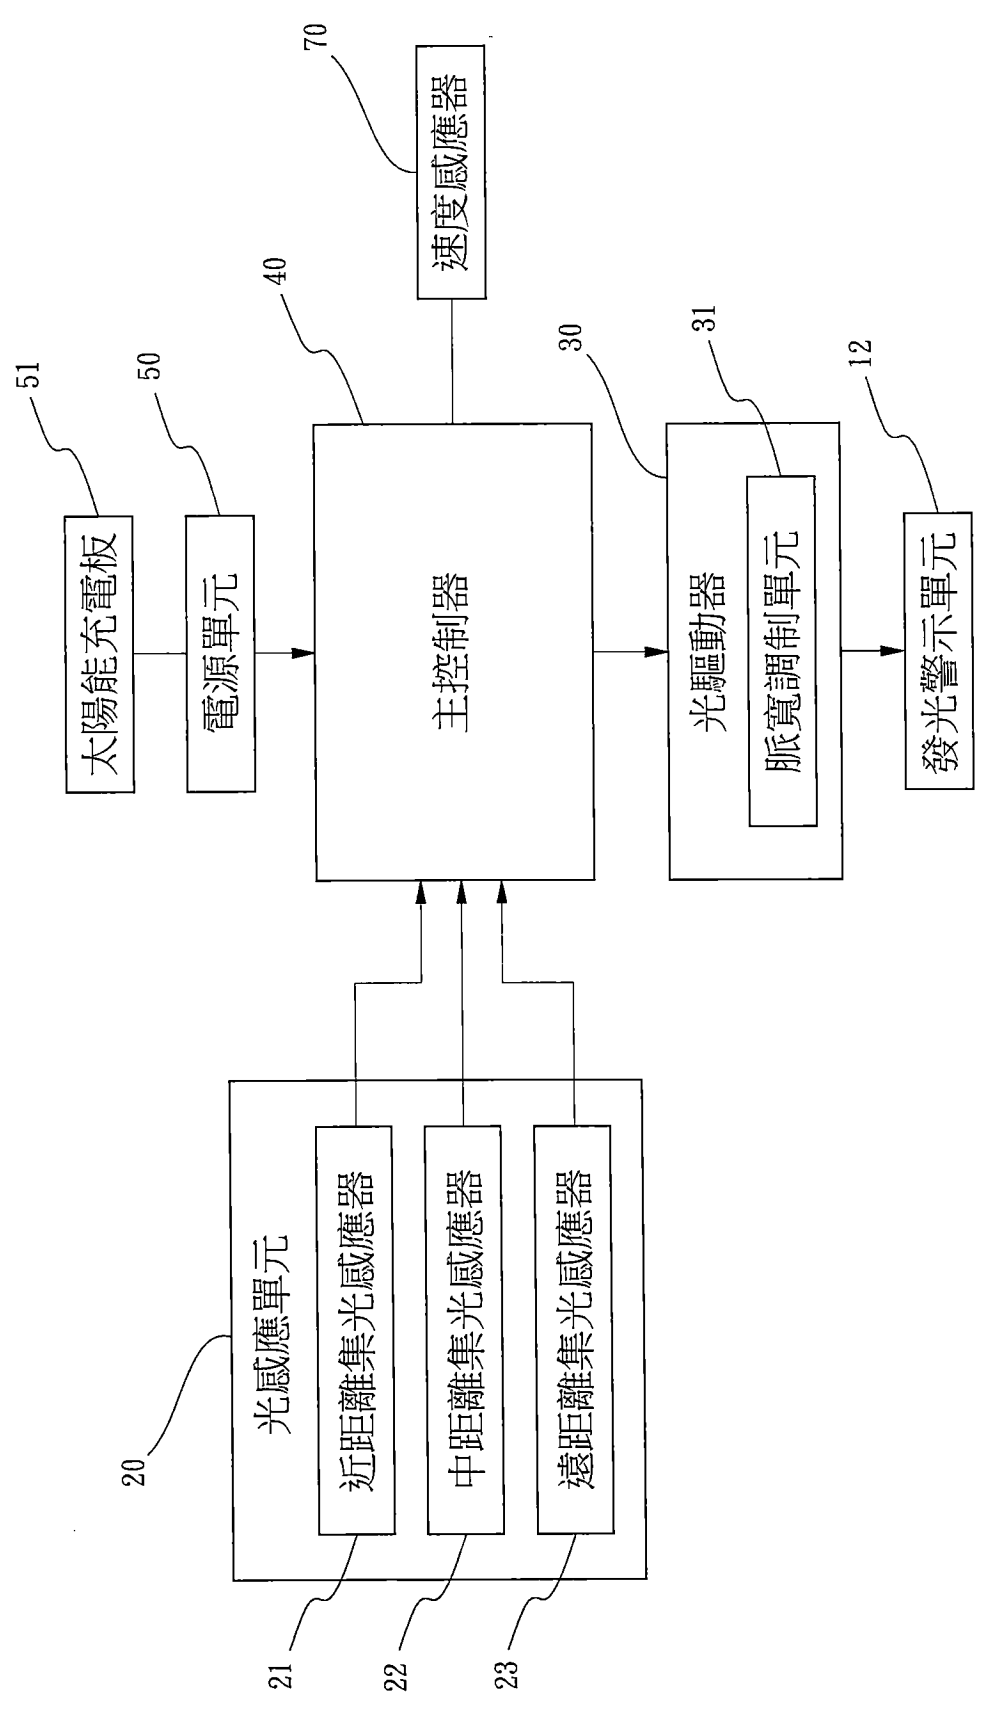 51
太陽能充電板
50
電源單元
40
主控制器
70
速度感應器
20
光感應單元
21
近距離集光感應器
22
中距離集光感應器
23
遠距離集光感應器
30
光驅動器
31
脈寬調制單元
12
發光警示單元